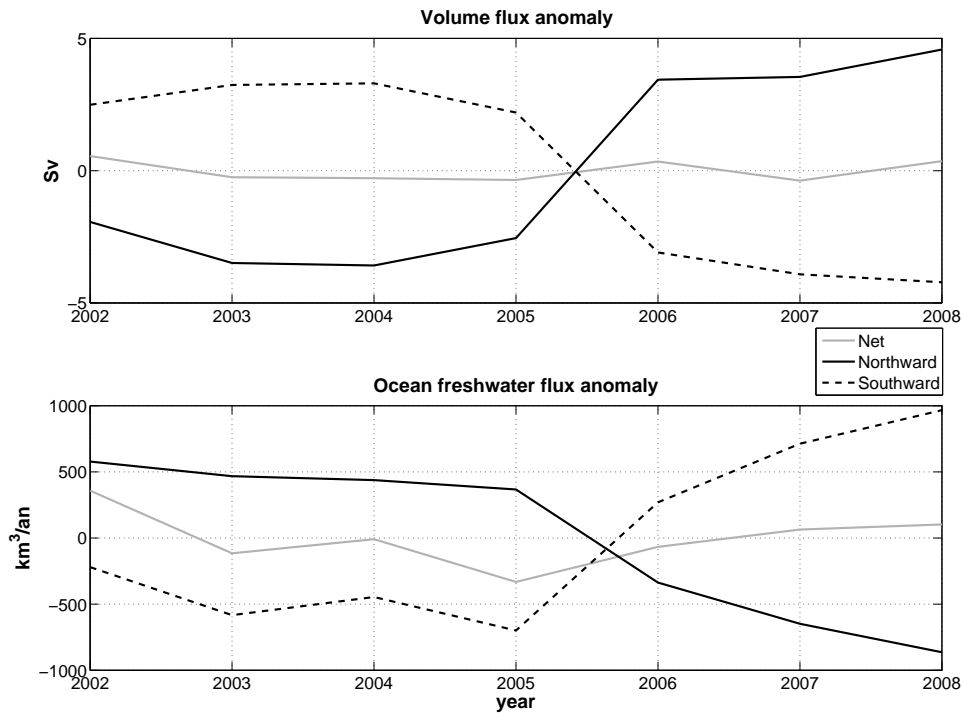 Volume flux anomaly
5
0
−5
Sv
2002 2003 2004 2005 2006 2007 2008
Net
Northward
Southward
Ocean freshwater flux anomaly
1000
500
0
−500
−1000
km³/an
2002 2003 2004 2005 2006 2007 2008
year